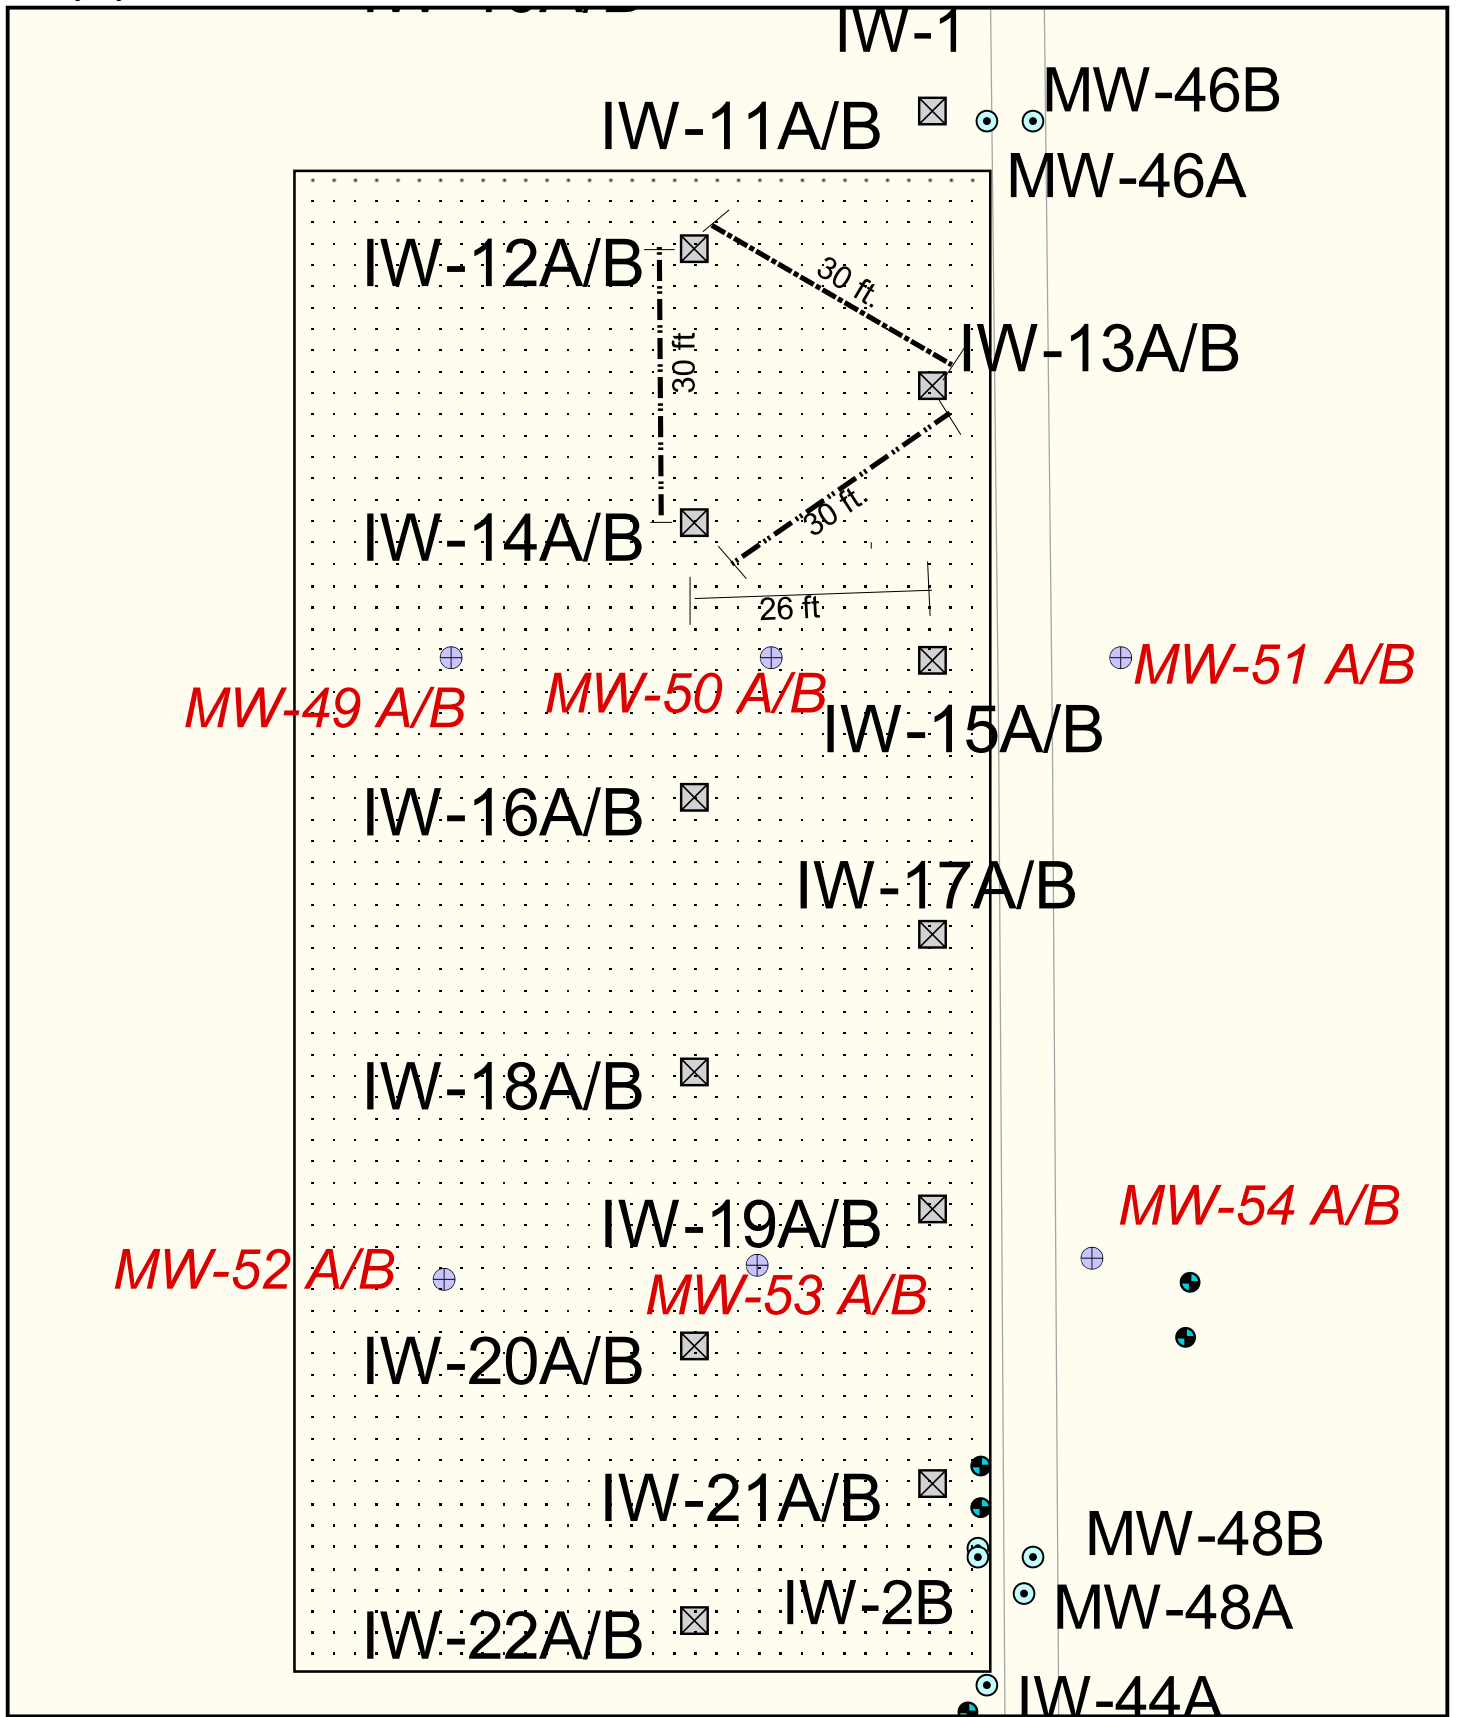 IW-1
MW-46B
IW-11A/B
MW-46A
IW-12A/B
30 ft.
IW-13A/B
30 ft
30 ft.
IW-14A/B
26 ft
MW-49 A/B
MW-50 A/B
MW-51 A/B
IW-15A/B
IW-16A/B
IW-17A/B
IW-18A/B
IW-19A/B
MW-54 A/B
MW-52 A/B
MW-53 A/B
IW-20A/B
IW-21A/B
MW-48B
IW-2B
MW-48A
IW-22A/B
IW-44A